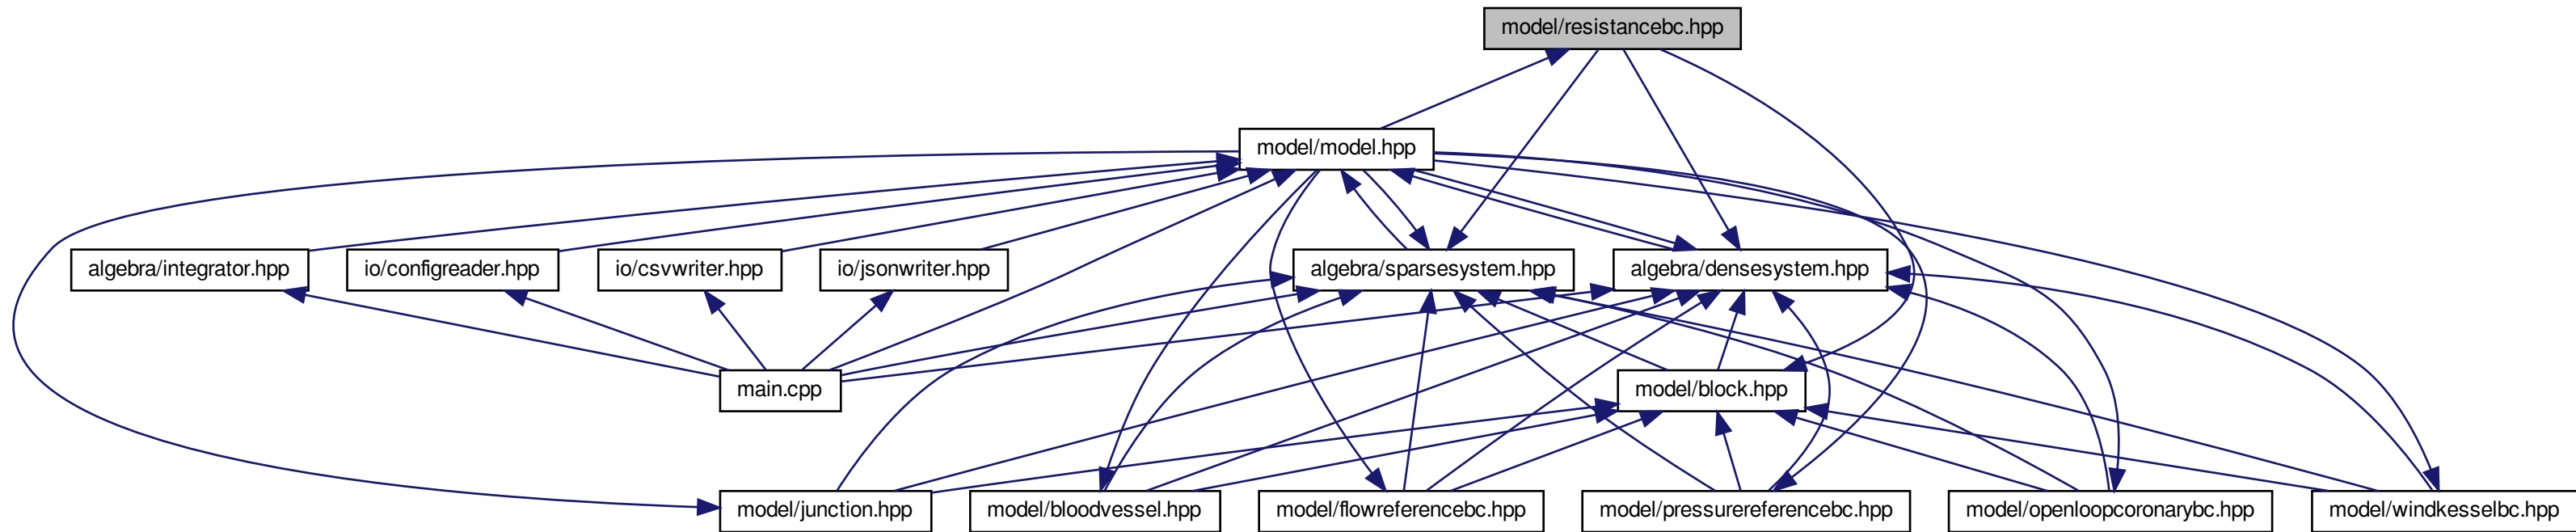 model/resistancebc.hpp
model/model.hpp
algebra/integrator.hpp
io/configreader.hpp
io/csvwriter.hpp
io/jsonwriter.hpp
algebra/sparsesystem.hpp
algebra/densesystem.hpp
main.cpp
model/block.hpp
model/junction.hpp
model/bloodvessel.hpp
model/flowreferencebc.hpp
model/pressurereferencebc.hpp
model/openloopcoronarybc.hpp
model/windkesselbc.hpp